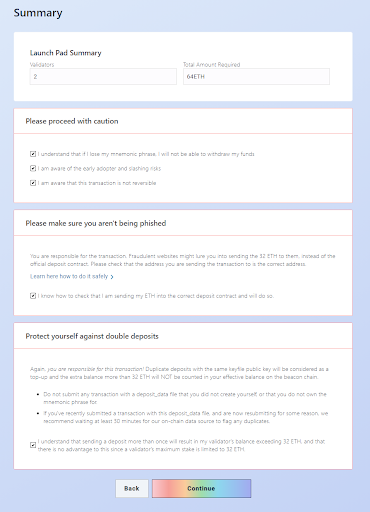 Summary
Launch Pad Summary
Validators
Total Amount Required
2
64ETH
Please proceed with caution
I understand that if I lose my mnemonic phrase, I will not be able to withdraw my funds
I am aware of the early adopter and slashing risks
I am aware that this transaction is not reversible
Please make sure you aren't being phished
You are responsible for the transaction. Fraudulent websites might lure you into sending the 32 ETH to them, instead of the
official deposit contract. Please check that the address you are sending the transaction to is the correct address.
Learn here how to do it safely
I know how to check that I am sending my ETH into the correct deposit contract and will do so.
Protect yourself against double deposits
Again, you are responsible for this transaction! Duplicate deposits with the same keyfile public key will be considered as
top-up and the extra balance more than 32 ETH will NOT be counted in your effective balance on the beacon
chain.
Do not submit any transaction with a deposit_data file that you did not create yourself or that you do not own the
mnemonic phrase for.
If you've recently submitted a transaction with this deposit_data file, and are now resubmitting for some reason, we
recommend waiting at least 30 minutes for our on-chain data source to flag any duplicates.
I understand that sending a deposit more than once will result in my validator's balance exceeding 32 ETH, and that
there is no advantage to this since a validator's maximum stake is limited to 32 ETH.
Back
Continue